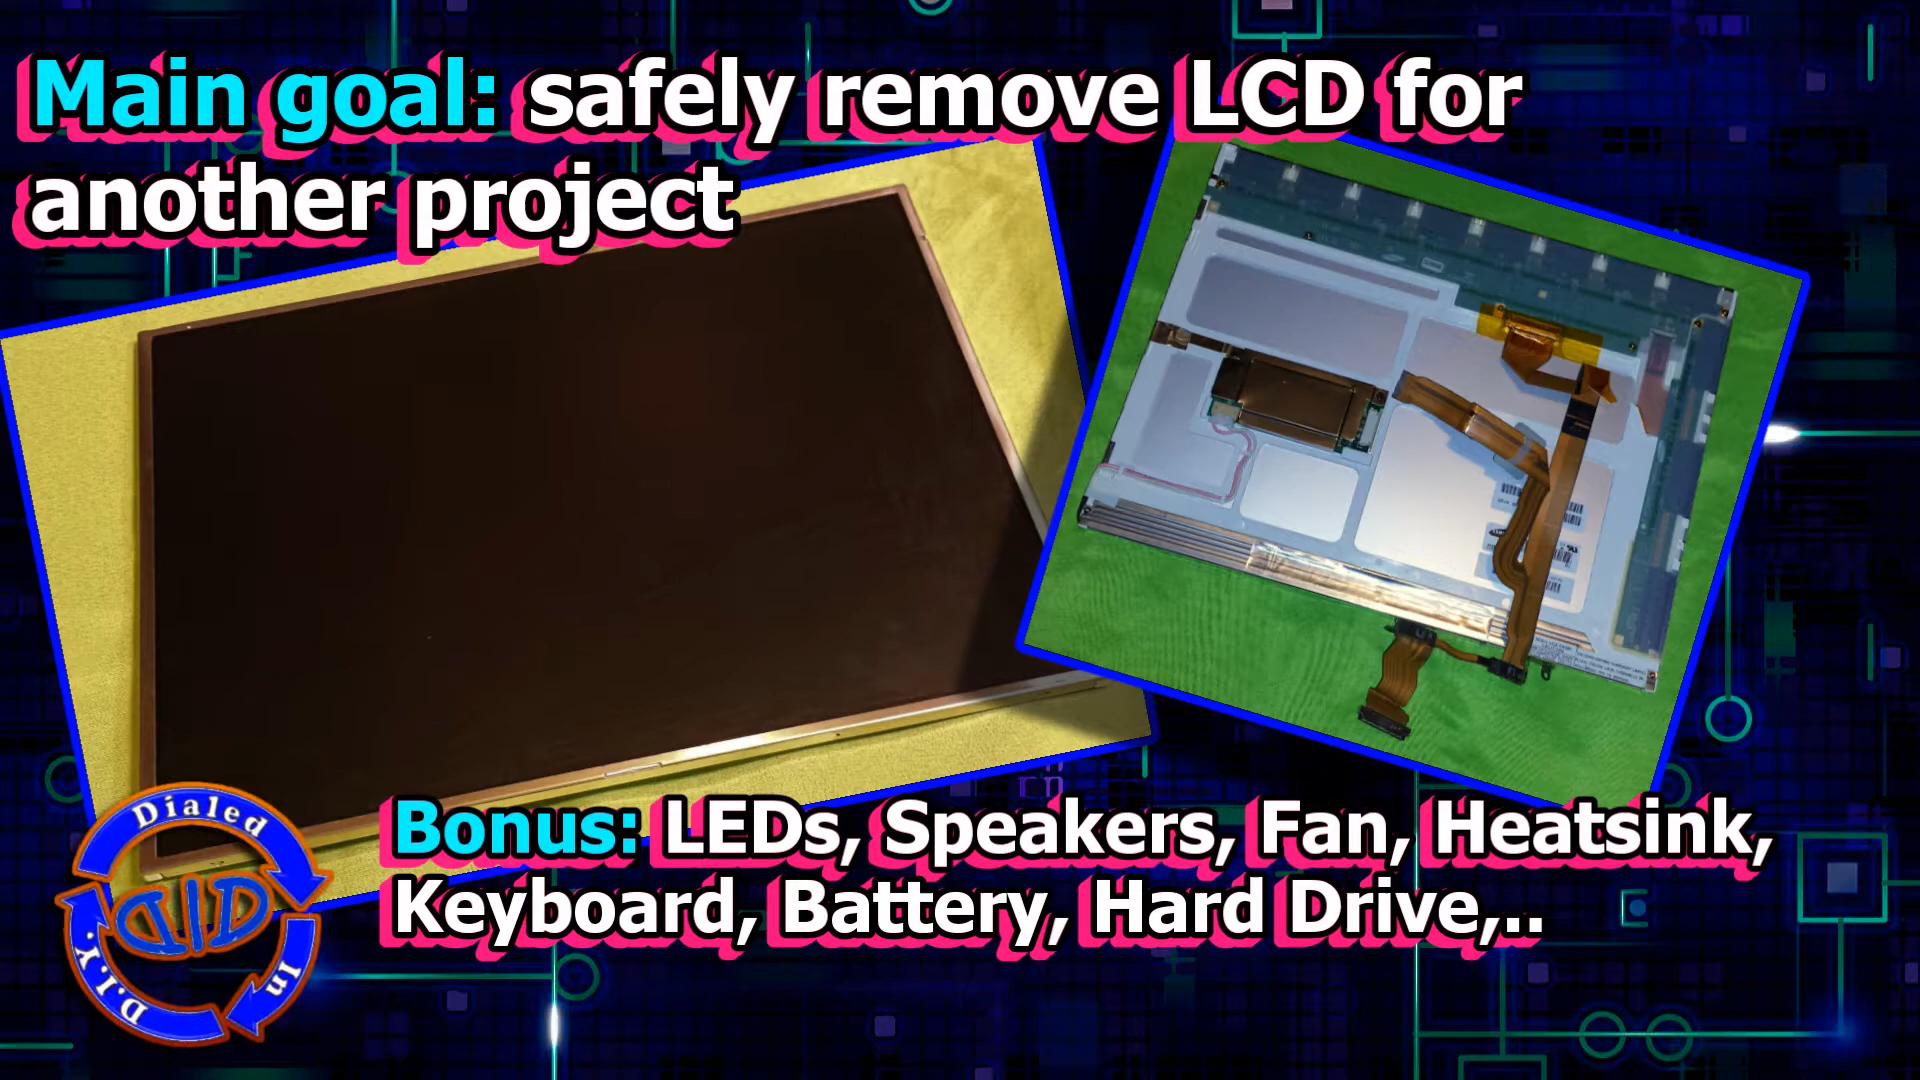 Main goal: safely remove LCD for
another project
Bonus: LEDs, Speakers, Fan, Heatsink,
Keyboard, Battery, Hard Drive,..
Dialed
In
D.I.Y.
DID